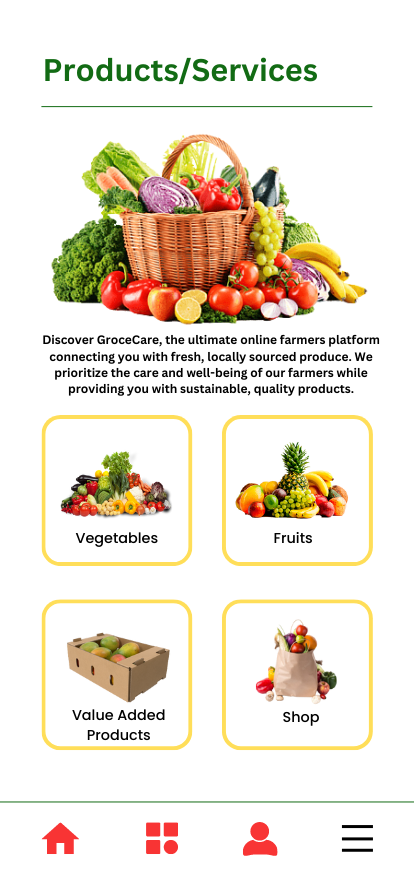 Products/Services
Discover GroceCare, the ultimate online farmers platform
connecting you with fresh, locally sourced produce. We
prioritize the care and well-being of our farmers while
providing you with sustainable, quality products.
Vegetables
Fruits
Value Added
Products
Shop